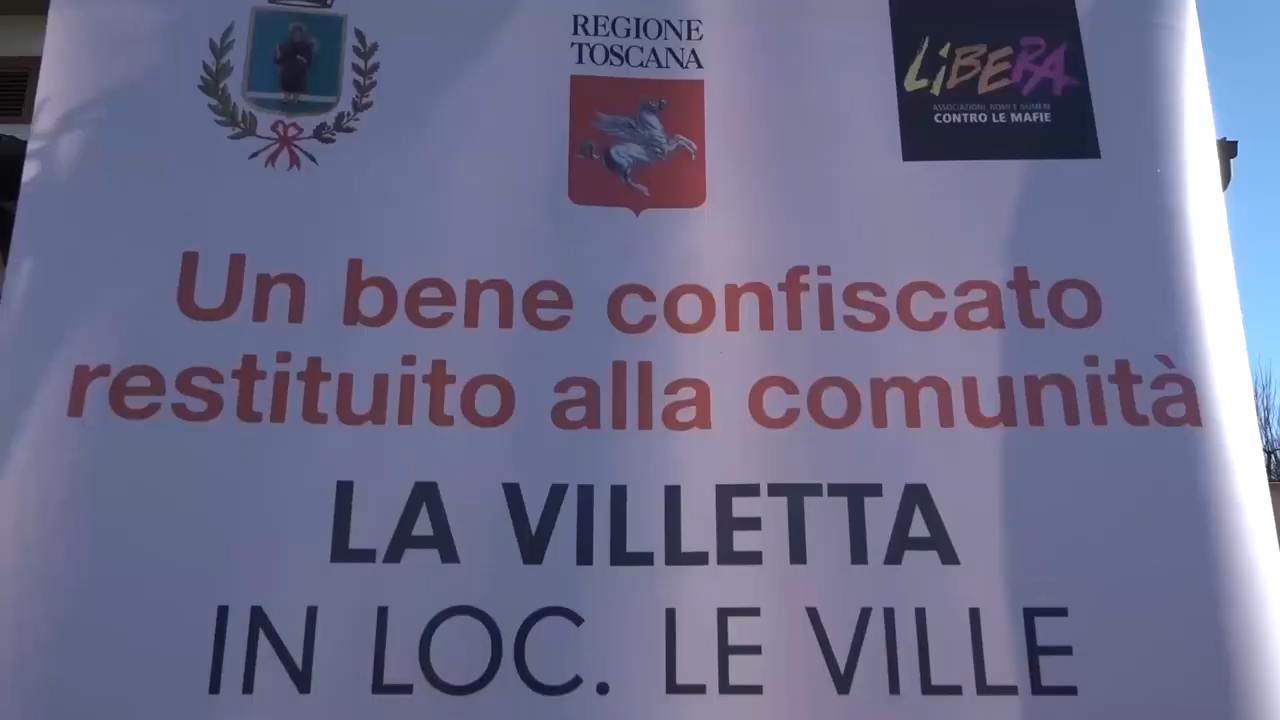 REGIONE
TOSCANA
LiBERA
ASSOCIAZIONI, NOMI E NUMERI
CONTRO LE MAFIE
Un bene confiscato
restituito alla comunità
LA VILLETTA
IN LOC. LE VILLE